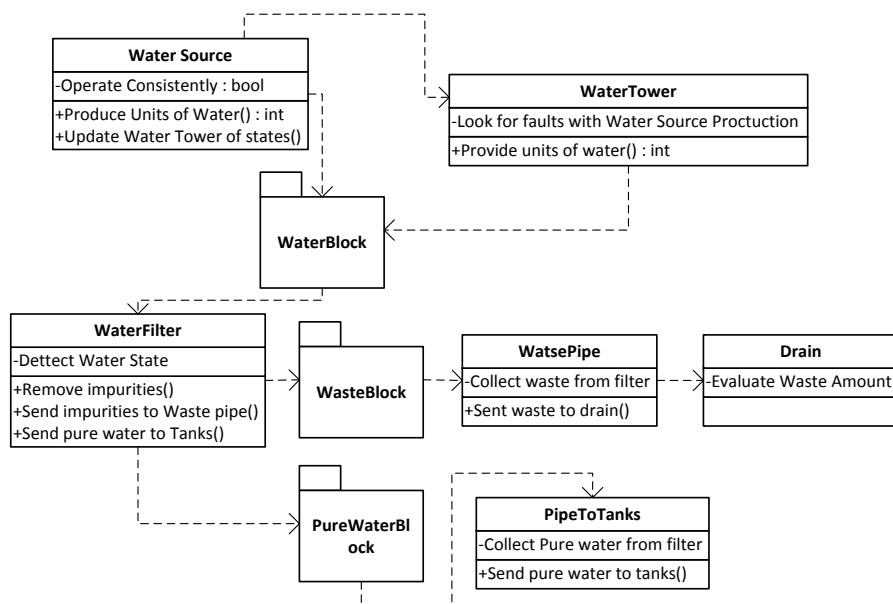 Water Source
-Operate Consistently : bool
+Produce Units of Water() : int
+Update Water Tower of states()
WaterTower
-Look for faults with Water Source Proctuction
+Provide units of water() : int
WaterBlock
WaterFilter
-Dettect Water State
+Remove impurities()
+Send impurities to Waste pipe()
+Send pure water to Tanks()
WasteBlock
WatsePipe
-Collect waste from filter
+Sent waste to drain()
Drain
-Evaluate Waste Amount
PureWaterBl
ock
PipeToTanks
-Collect Pure water from filter
+Send pure water to tanks()